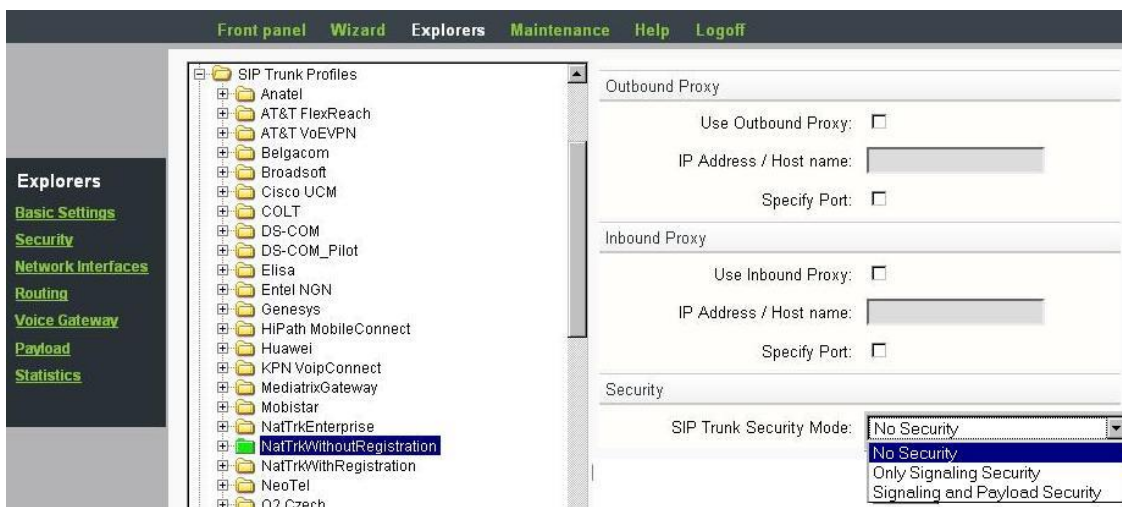 Front panel Wizard Explorers Maintenance Help Logoff
Explorers
Basic Settings
Security
Network Interfaces
Routing
Voice Gateway
Payload
Statistics
SIP Trunk Profiles
Anatel
AT&T FlexReach
AT&T VoEVPN
Belgacom
Broadsoft
Cisco UCM
COLT
DS-COM
DS-COM_Pilot
Elisa
Entel NGN
Genesys
HiPath MobileConnect
Huawei
KPN VoipConnect
MediatrixGateway
Mobistar
NatTrkEnterprise
NatTrkWithoutRegistration
NatTrkWithRegistration
NeoTel
O2 Czech
Outbound Proxy
Use Outbound Proxy:
IP Address / Host name:
Specify Port:
Inbound Proxy
Use Inbound Proxy:
IP Address / Host name:
Specify Port:
Security
SIP Trunk Security Mode: No Security
No Security
Only Signaling Security
Signaling and Payload Security